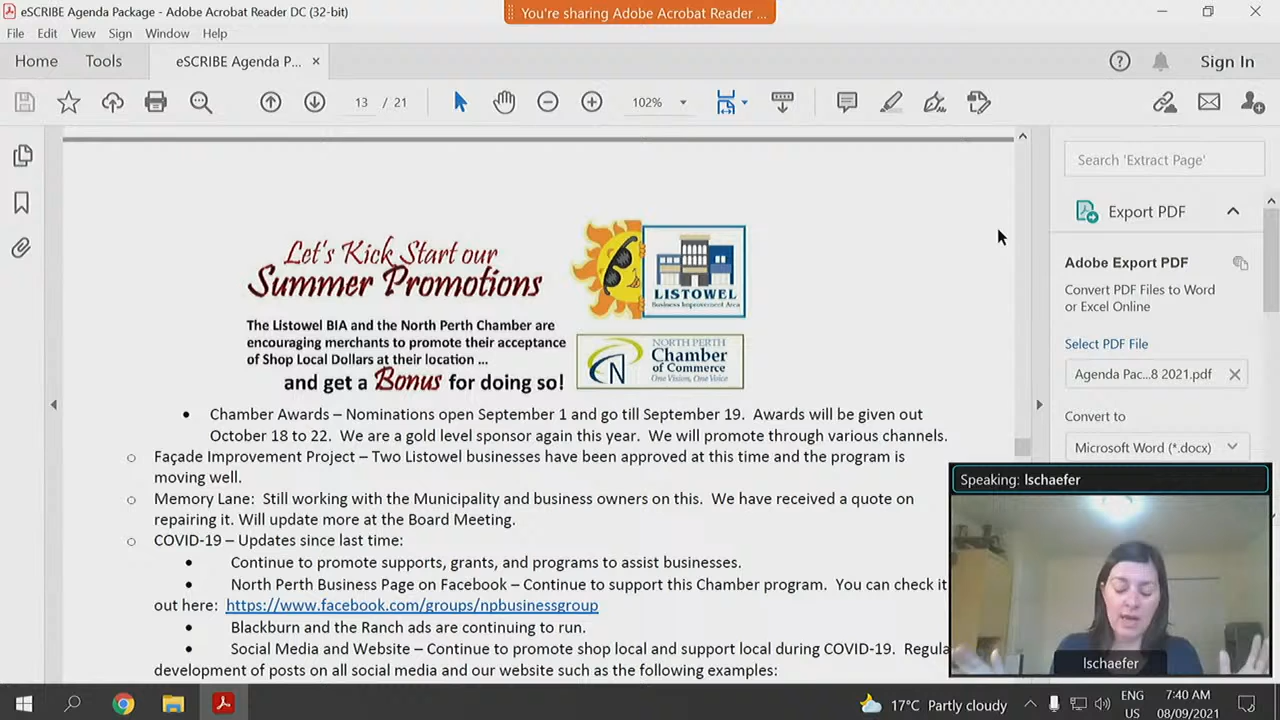 eSCRIBE Agenda Package - Adobe Acrobat Reader DC (32-bit)
You're sharing Adobe Acrobat Reader ...
File Edit View Sign Window Help
Home Tools eSCRIBE Agenda P... × Sign In
13 / 21 102%
Let's Kick Start our
Summer Promotions
The Listowel BIA and the North Perth Chamber are
encouraging merchants to promote their acceptance
of Shop Local Dollars at their location ...
and get a Bonus for doing so!
LISTOWEL
Business Improvement Area
NORTH PERTH
Chamber
of Commerce
One Vision, One Voice
• Chamber Awards – Nominations open September 1 and go till September 19. Awards will be given out
October 18 to 22. We are a gold level sponsor again this year. We will promote through various channels.
○ Façade Improvement Project – Two Listowel businesses have been approved at this time and the program is
moving well.
○ Memory Lane: Still working with the Municipality and business owners on this. We have received a quote on
repairing it. Will update more at the Board Meeting.
○ COVID-19 – Updates since last time:
• Continue to promote supports, grants, and programs to assist businesses.
• North Perth Business Page on Facebook – Continue to support this Chamber program. You can check it
out here: https://www.facebook.com/groups/npbusinessgroup
• Blackburn and the Ranch ads are continuing to run.
• Social Media and Website – Continue to promote shop local and support local during COVID-19. Regula
development of posts on all social media and our website such as the following examples:
Search 'Extract Page'
Export PDF
Adobe Export PDF
Convert PDF Files to Word
or Excel Online
Select PDF File
Agenda Pac...8 2021.pdf
Convert to
Microsoft Word (*.docx)
Speaking: lschaefer
lschaefer
17°C Partly cloudy
ENG
US
7:40 AM
08/09/2021